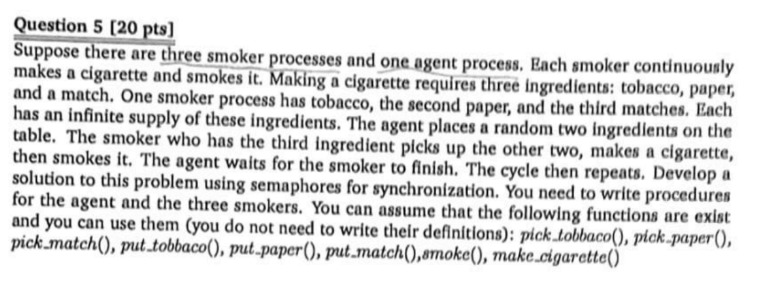 Question 5 [20 pts]
Suppose there are three smoker processes and one agent process. Each smoker continuously
makes a cigarette and smokes it. Making a cigarette requires three ingredients: tobacco, paper,
and a match. One smoker process has tobacco, the second paper, and the third matches. Each
has an infinite supply of these ingredients. The agent places a random two ingredients on the
table. The smoker who has the third ingredient picks up the other two, makes a cigarette,
then smokes it. The agent waits for the smoker to finish. The cycle then repeats. Develop a
solution to this problem using semaphores for synchronization. You need to write procedures
for the agent and the three smokers. You can assume that the following functions are exist
and you can use them (you do not need to write their definitions): pick_tobbaco(), pick_paper(),
pick_match(), put_tobbaco(), put_paper(), put_match(),smoke(), make_cigarette()